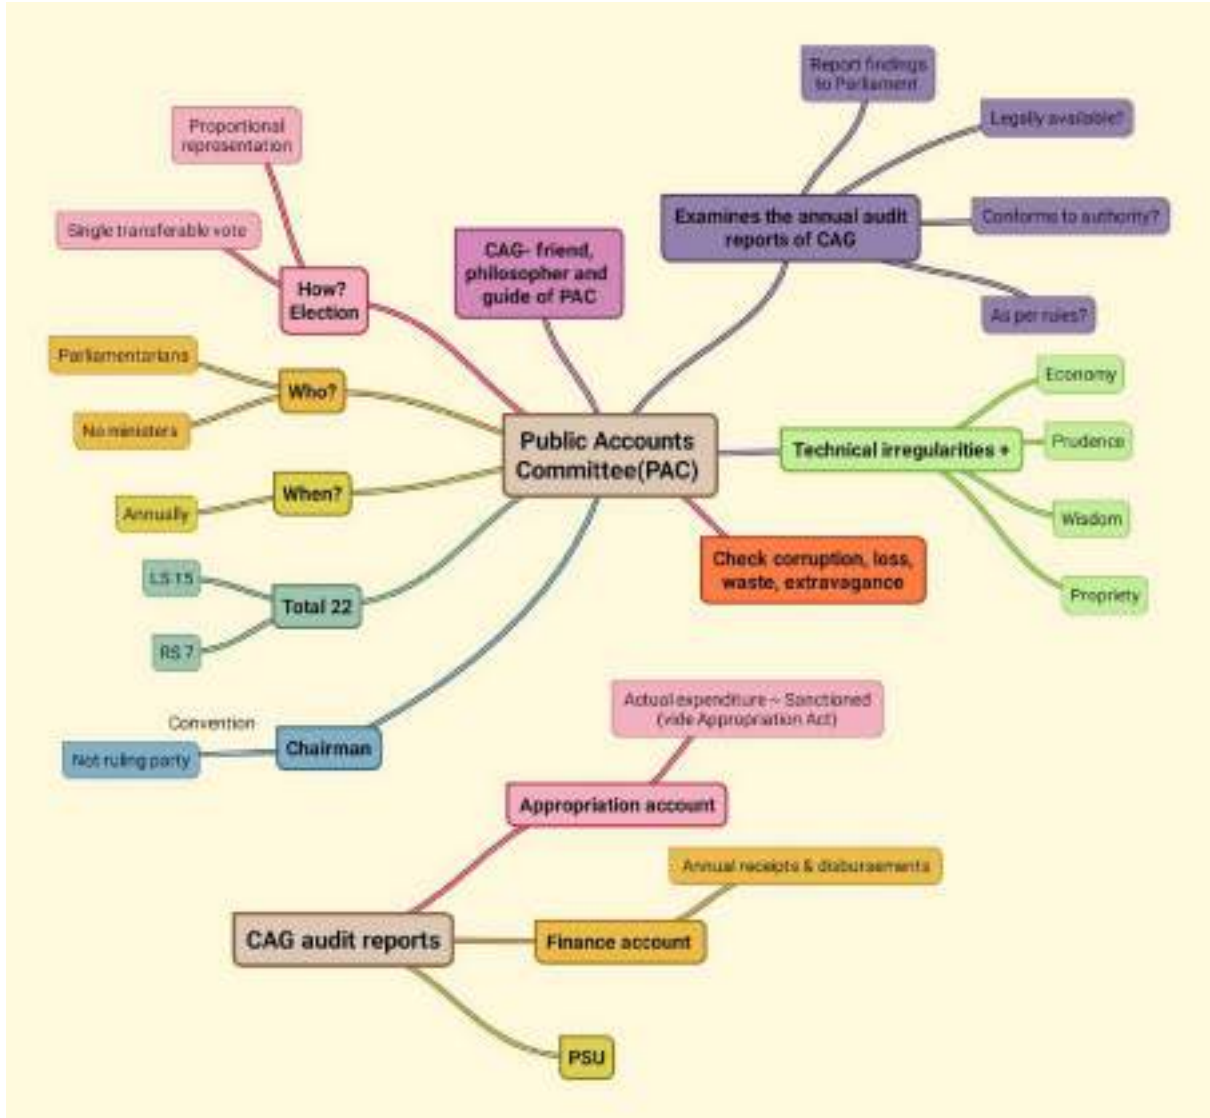 Report findings
to Parliament
Legally available?
Examines the annual audit
reports of CAG
Conforms to authority?
As per rules?
Proportional
representation
Single transferable vote
How?
Election
CAG- friend,
philosopher and
guide of PAC
Parliamentarians
Who?
No ministers
When?
Annually
LS 15
Total 22
RS 7
Convention
Not ruling party
Chairman
Public Accounts
Committee(PAC)
Technical irregularities +
Economy
Prudence
Wisdom
Propriety
Check corruption, loss,
waste, extravagance
Actual expenditure ~ Sanctioned
(vide Appropriation Act)
Appropriation account
Annual receipts & disbursements
CAG audit reports
Finance account
PSU